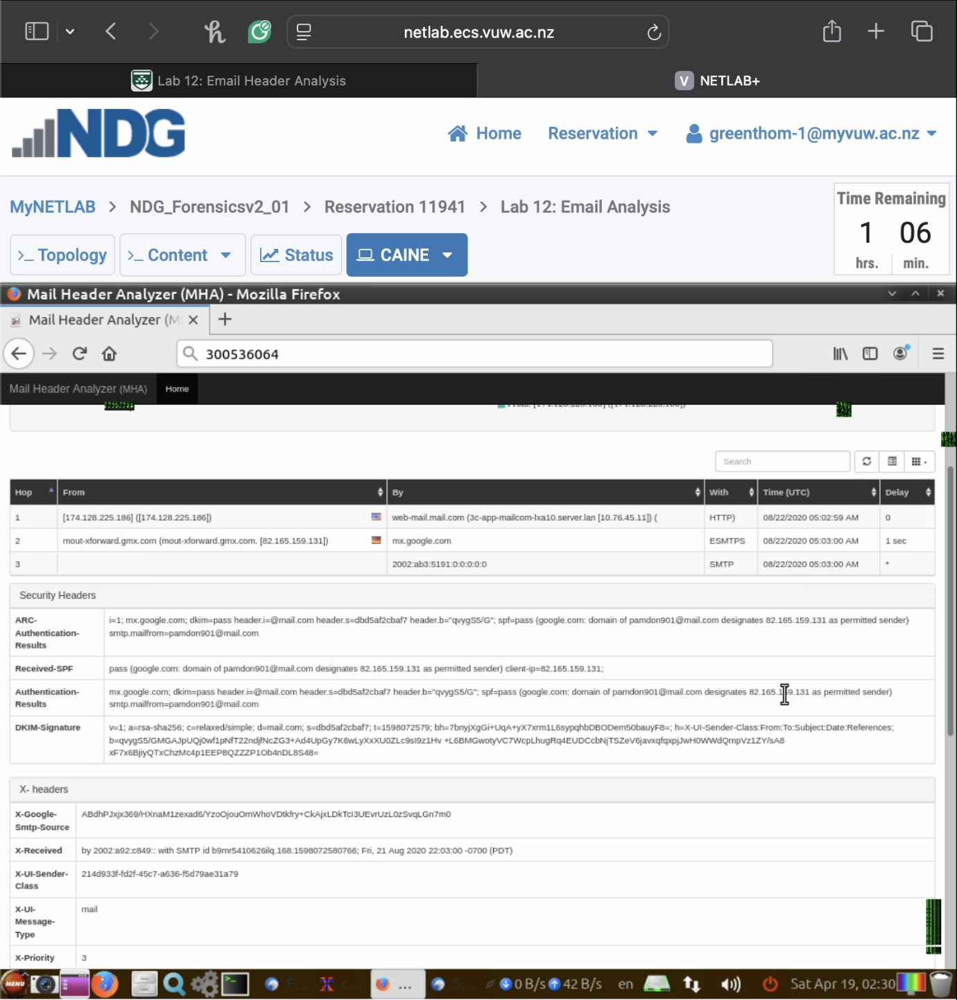 netlab.ecs.vuw.ac.nz
Lab 12: Email Header Analysis
V NETLAB+
NDG
Home Reservation greenthom-1@myvuw.ac.nz
MyNETLAB > NDG_Forensicsv2_01 > Reservation 11941 > Lab 12: Email Analysis
Time Remaining
1 06
hrs. min.
>_ Topology >_ Content Status CAINE
Mail Header Analyzer (MHA) - Mozilla Firefox
Mail Header Analyzer (M
300536064
Mail Header Analyzer (MHA) Home
Search
Hop From By With Time (UTC) Delay
1 [174.128.225.186] ([174.128.225.186]) web-mail.mail.com (3c-app-mailcom-lxa10.server.lan [10.76.45.11]) ( HTTP) 08/22/2020 05:02:59 AM 0
2 mout-xforward.gmx.com (mout-xforward.gmx.com. [82.165.159.131]) mx.google.com ESMTPS 08/22/2020 05:03:00 AM 1 sec
3 2002:ab3:5191:0:0:0:0:0 SMTP 08/22/2020 05:03:00 AM *
Security Headers
ARC-Authentication-Results
i=1; mx.google.com; dkim=pass header.i=@mail.com header.s=dbd5af2cbaf7 header.b="qvygS5/G"; spf=pass (google.com: domain of pamdon901@mail.com designates 82.165.159.131 as permitted sender)
smtp.mailfrom=pamdon901@mail.com
Received-SPF pass (google.com: domain of pamdon901@mail.com designates 82.165.159.131 as permitted sender) client-ip=82.165.159.131;
Authentication-Results
mx.google.com; dkim=pass header.i=@mail.com header.s=dbd5af2cbaf7 header.b="qvygS5/G"; spf=pass (google.com: domain of pamdon901@mail.com designates 82.165.159.131 as permitted sender)
smtp.mailfrom=pamdon901@mail.com
DKIM-Signature v=1; a=rsa-sha256; c=relaxed/simple; d=mail.com; s=dbd5af2cbaf7; t=1598072579; bh=7bnyjXgGi+UqA+yX7xrm1L6sypqhbDBODem50bauyF8=; h=X-UI-Sender-Class:From:To:Subject:Date:References;
b=qvygS5/GMGAJpUQj0wf1pNfT22ndjfNcZG3+Ad4UpGy7K6wLyXxXU0ZLc9sI9z1Hv +L6BMGwotyVC7WcpLhugRq4EUDCcbNjTSZeV6javxqfqxpjJwH0WWdQmpVz1ZY/sA8
xF7x6BjiyQTxChzMc4p1EEP8QZZZP1Ob4nDL8S48=
X- headers
X-Google-Smtp-Source ABdhPJxjx369/HXnaM1zexad6/YzoOjouOmWhoVDtkfry+CkAjxLDkTcI3UEvrUzL0zSvqLGn7m0
X-Received by 2002:a92:c849:: with SMTP id b9mr5410626ilq.168.1598072580766; Fri, 21 Aug 2020 22:03:00 -0700 (PDT)
X-UI-Sender-Class 214d933f-fd2f-45c7-a636-f5d79ae31a79
X-UI-Message-Type mail
X-Priority 3
MENU ... 0 B/s 42 B/s en Sat Apr 19, 02:30